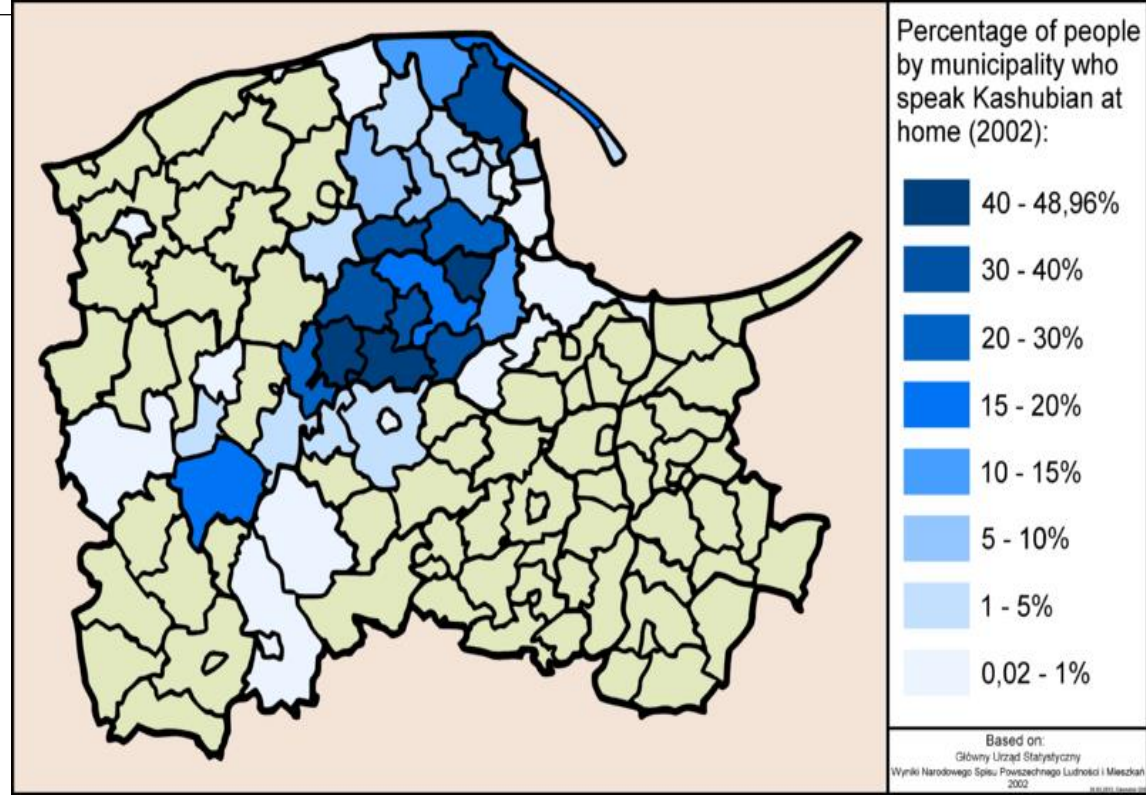 Percentage of people
by municipality who
speak Kashubian at
home (2002):
40 - 48,96%
30 - 40%
20 - 30%
15 - 20%
10 - 15%
5 - 10%
1 - 5%
0,02 - 1%
Based on:
Główny Urząd Statystyczny
Wyniki Narodowego Spisu Powszechnego Ludności i Mieszkań
2002